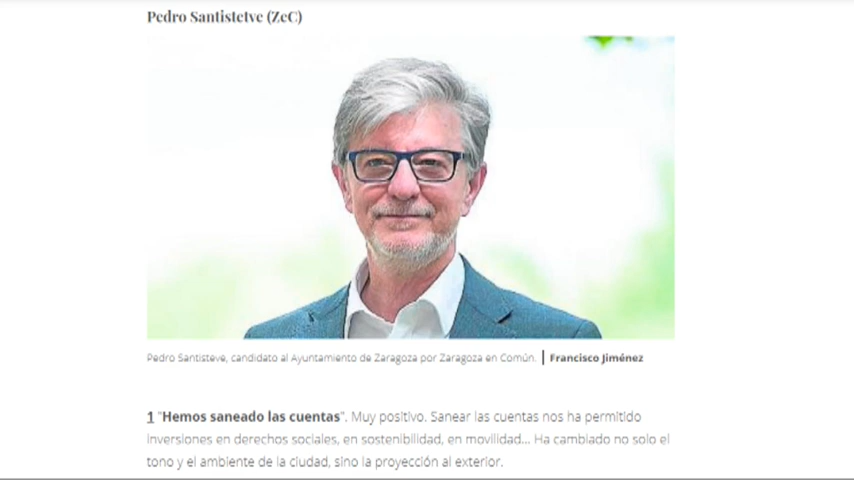 Pedro Santistetve (ZeC)
Pedro Santisteve, candidato al Ayuntamiento de Zaragoza por Zaragoza en Común. | Francisco Jiménez
1 "Hemos saneado las cuentas". Muy positivo. Sanear las cuentas nos ha permitido
inversiones en derechos sociales, en sostenibilidad, en movilidad... Ha cambiado no solo el
tono y el ambiente de la ciudad, sino la proyección al exterior.